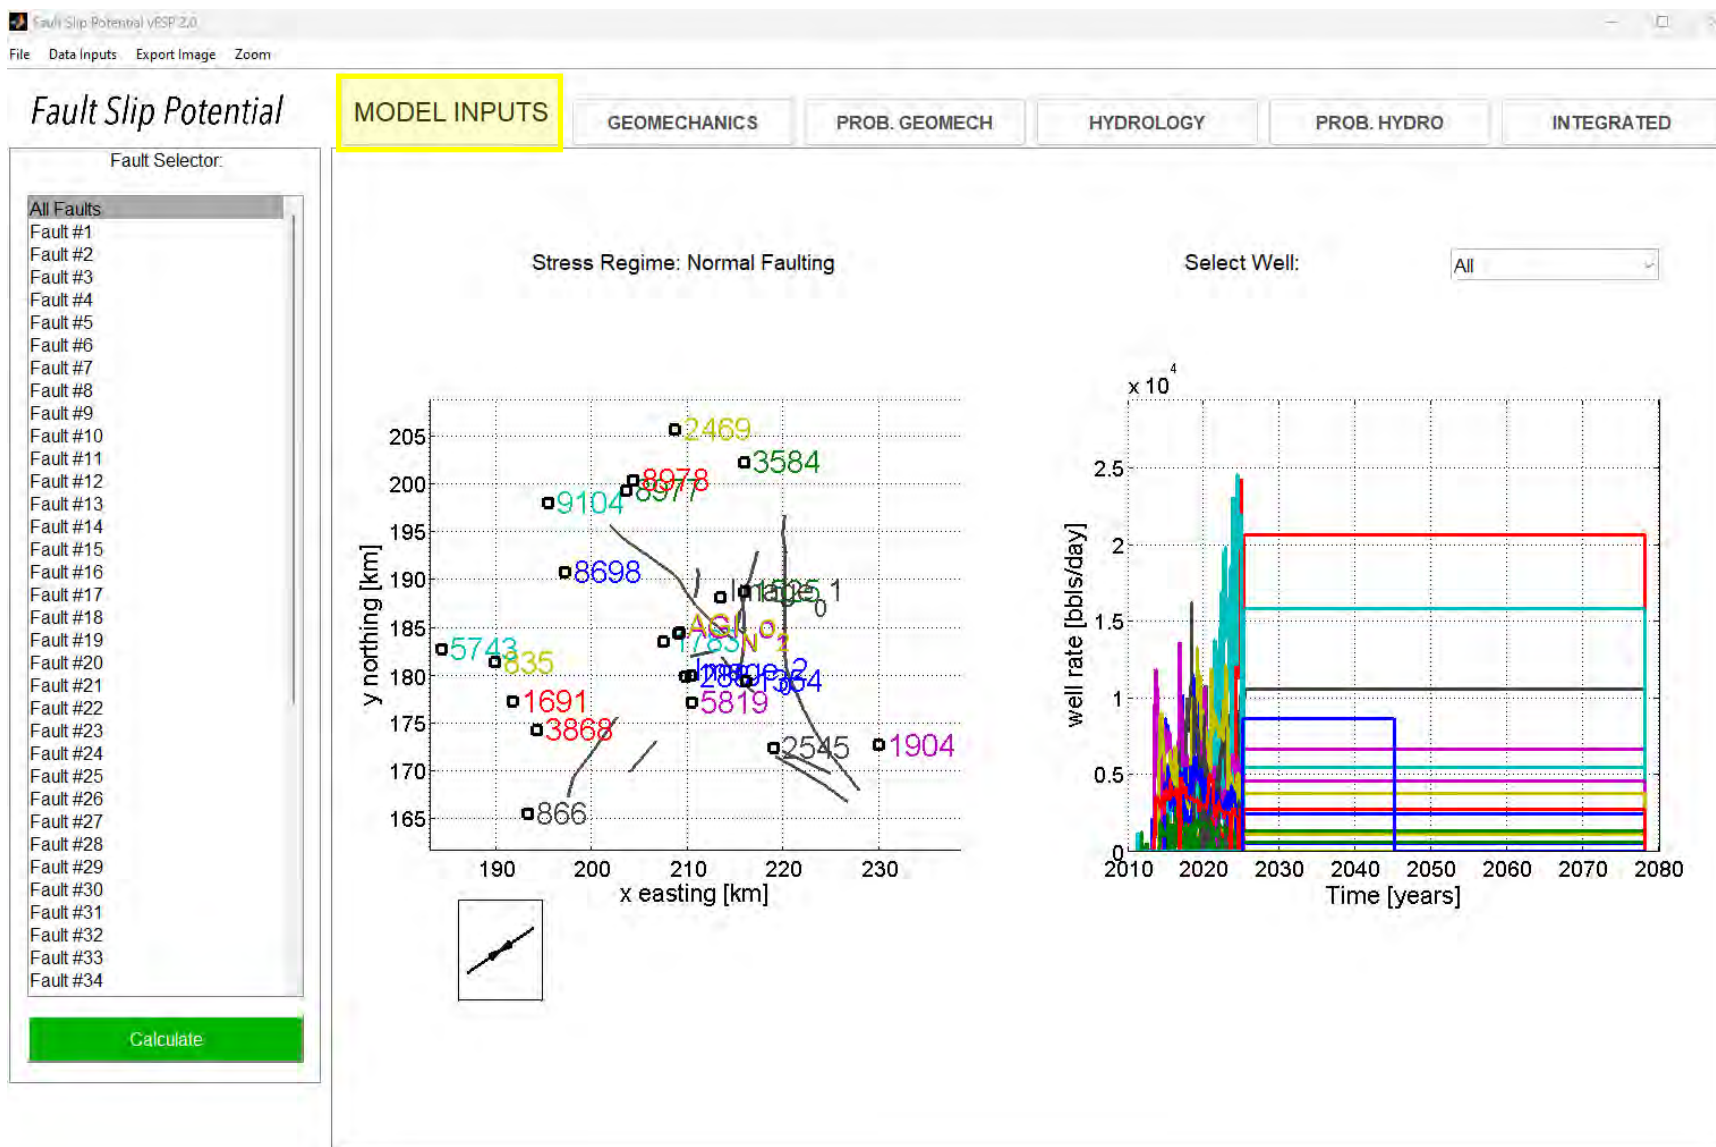 Fault Slip Potential vFSP 2.0
File Data Inputs Export Image Zoom
Fault Slip Potential
MODEL INPUTS
GEOMECHANICS
PROB. GEOMECH
HYDROLOGY
PROB. HYDRO
INTEGRATED
Fault Selector:
All Faults
Fault #1
Fault #2
Fault #3
Fault #4
Fault #5
Fault #6
Fault #7
Fault #8
Fault #9
Fault #10
Fault #11
Fault #12
Fault #13
Fault #14
Fault #15
Fault #16
Fault #17
Fault #18
Fault #19
Fault #20
Fault #21
Fault #22
Fault #23
Fault #24
Fault #25
Fault #26
Fault #27
Fault #28
Fault #29
Fault #30
Fault #31
Fault #32
Fault #33
Fault #34
Calculate
Stress Regime: Normal Faulting
Select Well:
All
2469
3584
8978
8977
9104
8698
5743
835
1691
5819
3868
2545
1904
866
205
200
195
190
185
180
175
170
165
y northing [km]
190 200 210 220 230
x easting [km]
x 10^4
2.5
2
1.5
1
0.5
0
well rate [bbls/day]
2010 2020 2030 2040 2050 2060 2070 2080
Time [years]